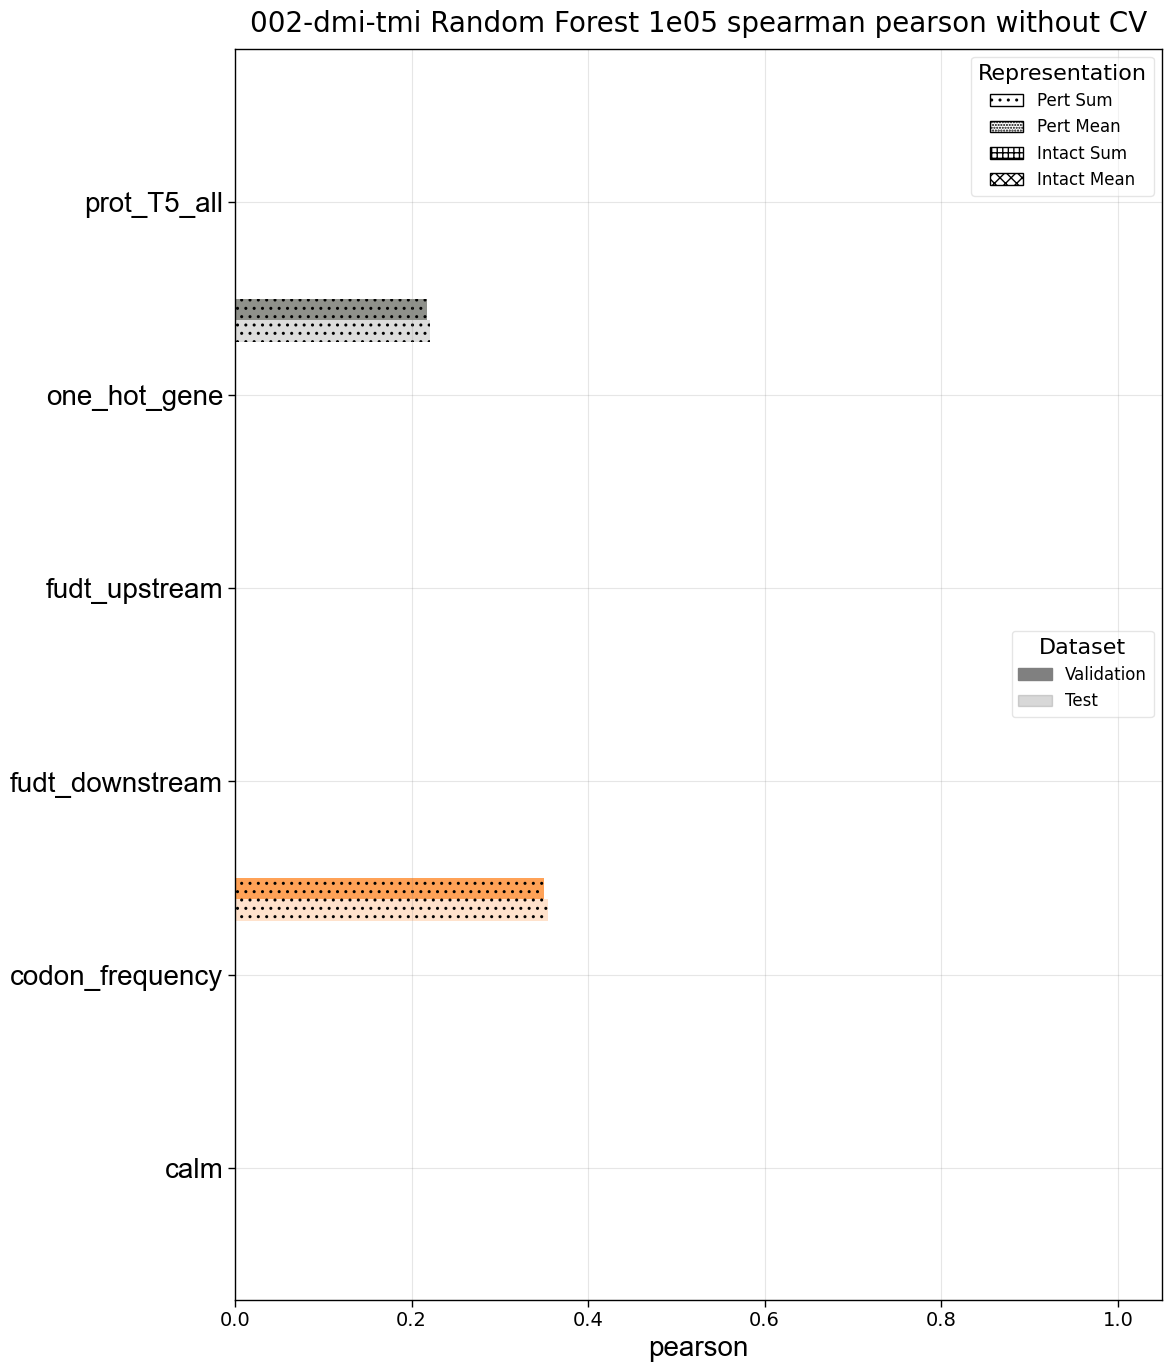 002-dmi-tmi Random Forest 1e05 spearman pearson without CV
Representation
Pert Sum
Pert Mean
Intact Sum
Intact Mean
prot_T5_all
one_hot_gene
fudt_upstream
Dataset
Validation
Test
fudt_downstream
codon_frequency
calm
0.0 0.2 0.4 0.6 0.8 1.0
pearson